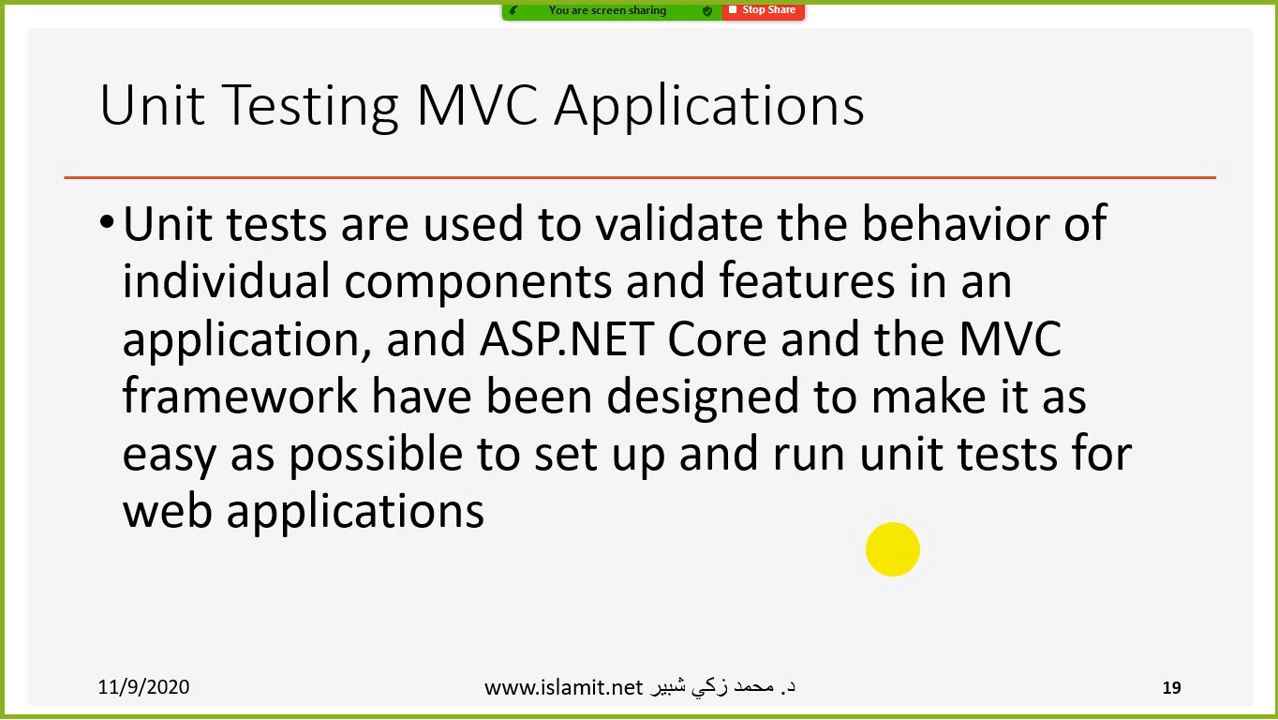 You are screen sharing Stop Share
Unit Testing MVC Applications
•Unit tests are used to validate the behavior of
individual components and features in an
application, and ASP.NET Core and the MVC
framework have been designed to make it as
easy as possible to set up and run unit tests for
web applications
11/9/2020
www.islamit.net د. محمد زكي شبير
19